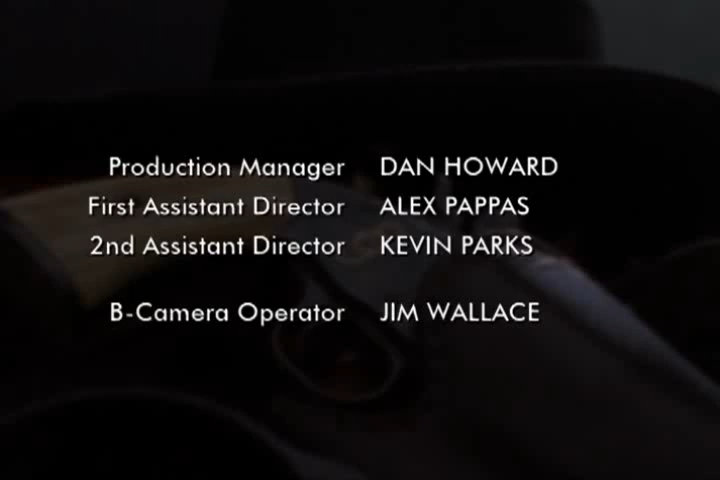 Production Manager DAN HOWARD
First Assistant Director ALEX PAPPAS
2nd Assistant Director KEVIN PARKS
B-Camera Operator JIM WALLACE